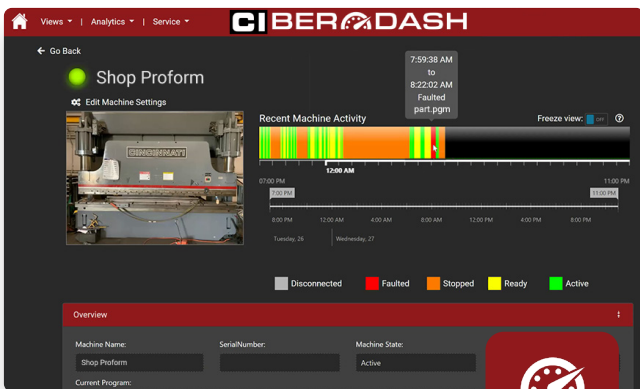 Views | Analytics | Service
CIBERDASH
Go Back
Shop Proform
Edit Machine Settings
7:59:38 AM
to
8:22:02 AM
Faulted
part.pgm
Recent Machine Activity
Freeze view: OFF
CINCINNATI
12:00 AM
07:00 PM 11:00 PM
7:00 PM 11:00 PM
8:00 PM 12:00 AM 4:00 AM 8:00 AM 12:00 PM 4:00 PM 8:00 PM
Tuesday, 26 Wednesday, 27
Disconnected Faulted Stopped Ready Active
Overview
Machine Name: SerialNumber: Machine State:
Shop Proform Active
Current Program: